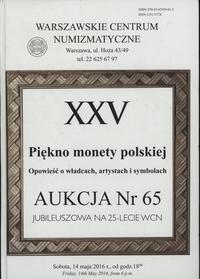 WARSZAWSKIE CENTRUM
NUMIZMATYCZNE
Warszawa, ul. Hoża 43/49
tel. 22 625 67 97
XXV
Piękno monety polskiej
Opowieść o władcach, artystach i symbolach
AUKCJA Nr 65
JUBILEUSZOWA NA 25-LECIE WCN
Sobota, 14 maja 2016 r., od godz.18⁰⁰
Friday, 14th May 2016, from 6 p.m.